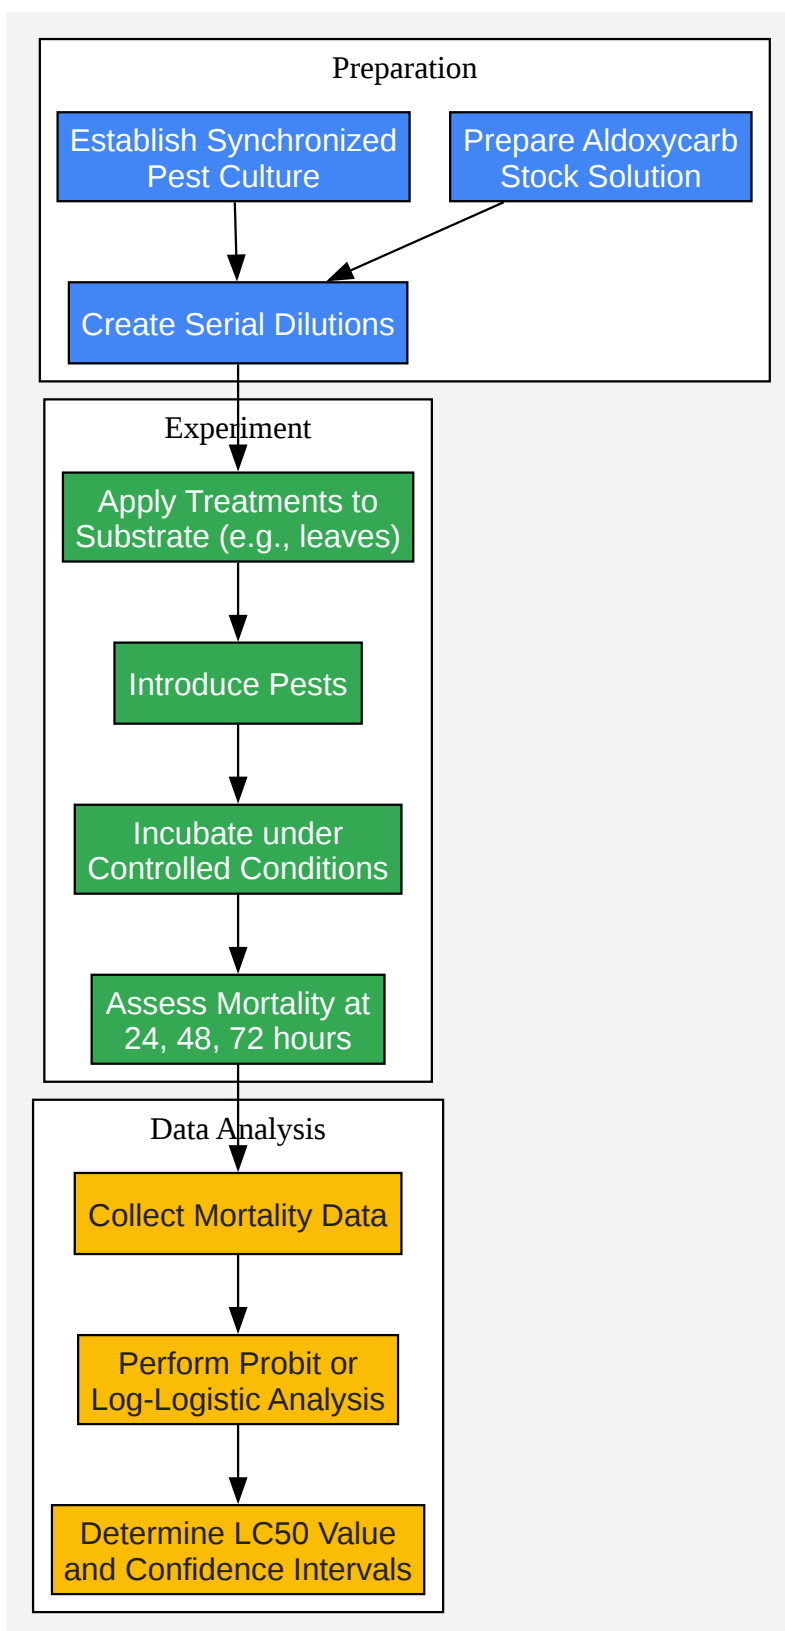 Preparation
Establish Synchronized
Pest Culture
Prepare Aldoxycarb
Stock Solution
Create Serial Dilutions
Experiment
Apply Treatments to
Substrate (e.g., leaves)
Introduce Pests
Incubate under
Controlled Conditions
Assess Mortality at
24, 48, 72 hours
Data Analysis
Collect Mortality Data
Perform Probit or
Log-Logistic Analysis
Determine LC50 Value
and Confidence Intervals